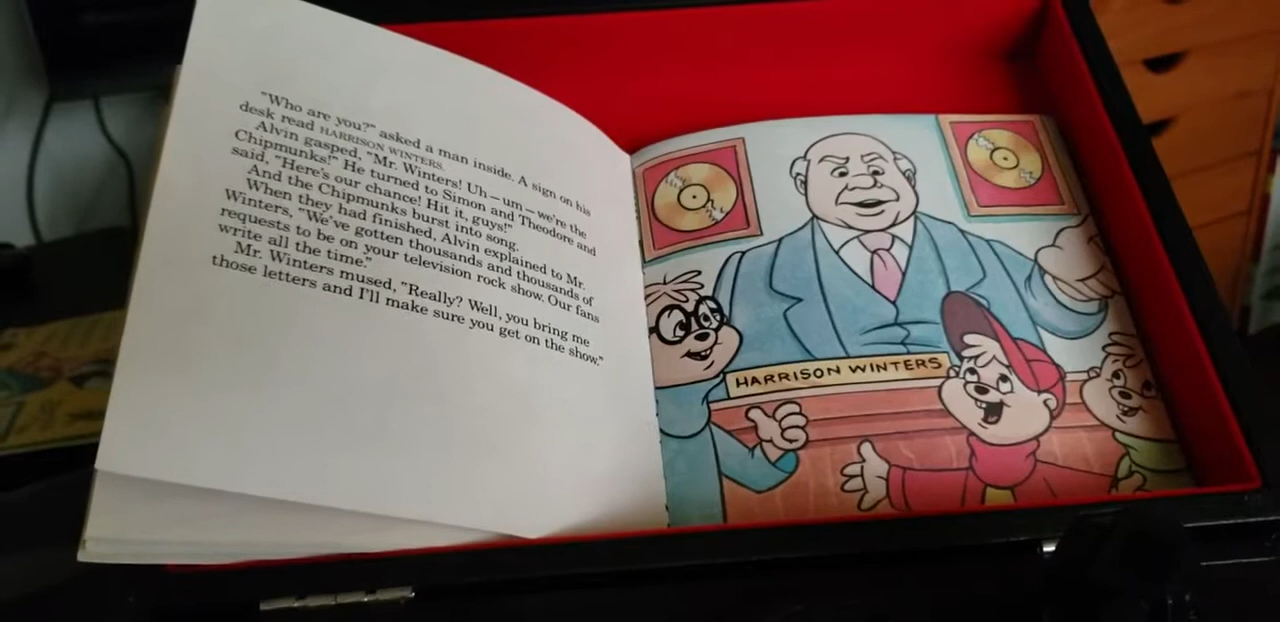 "Who are you?" asked a man inside. A sign on his
desk read HARRISON WINTERS.
Alvin gasped, "Mr. Winters! Uh—um—we're the
Chipmunks!" He turned to Simon and Theodore and
said, "Here's our chance! Hit it, guys!"
And the Chipmunks burst into song.
When they had finished, Alvin explained to Mr.
Winters, "We've gotten thousands and thousands of
requests to be on your television rock show. Our fans
write all the time."
Mr. Winters mused, "Really? Well, you bring me
those letters and I'll make sure you get on the show."
HARRISON WINTERS